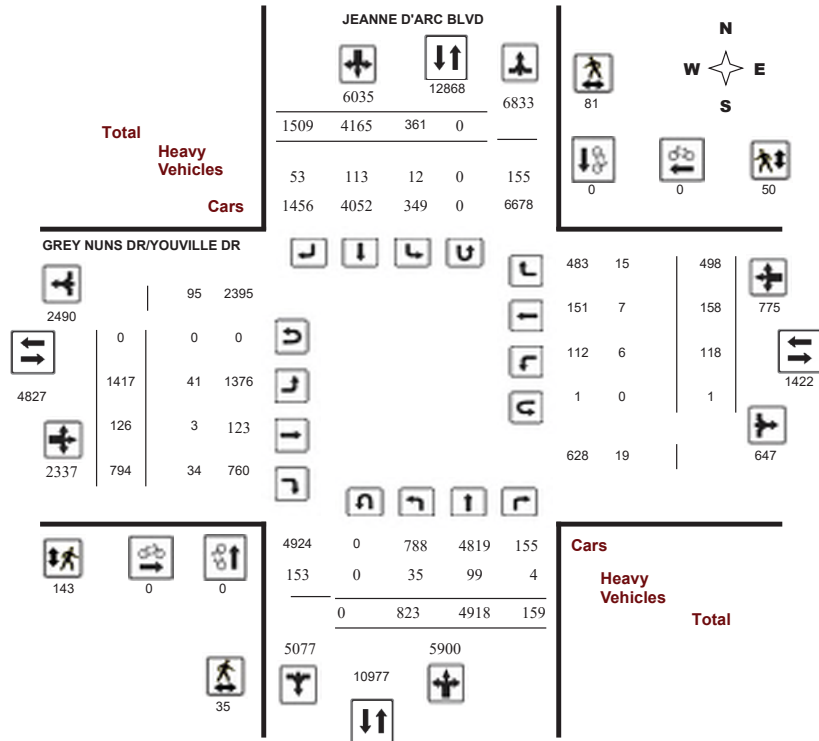 JEANNE D'ARC BLVD
N
W E
S
6035 12868 6833 81
Total 1509 4165 361 0
Heavy
Vehicles 53 113 12 0 155
0 0 50
Cars 1456 4052 349 0 6678
GREY NUNS DR/YOUVILLE DR
2490 95 2395
483 15 498
775
151 7 158
4827 0 0 0
1422
1417 41 1376
112 6 118
126 3 123
1 0 1
2337 794 34 760
628 19 647
4924 0 788 4819 155 Cars
153 0 35 99 4 Heavy
Vehicles
0 823 4918 159 Total
143 0 0
5077 10977 5900
35